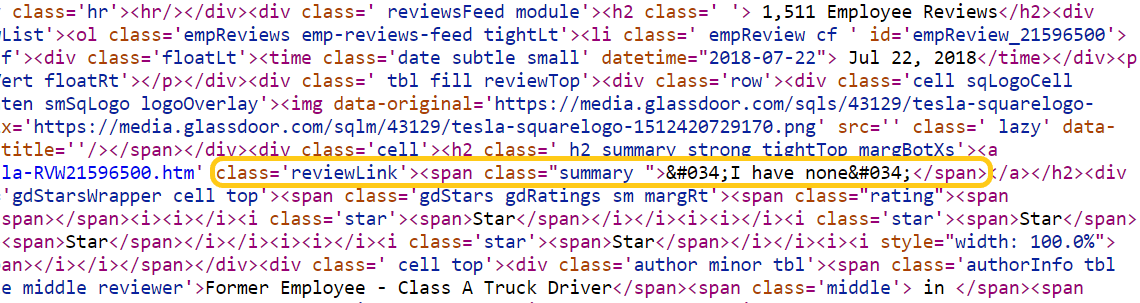 class='hr'><hr/></div><div class=' reviewsFeed module'><h2 class=' '> 1,511 Employee Reviews</h2><div
wList'><ol class='empReviews emp-reviews-feed tightLt'><li class=' empReview cf ' id='empReview_21596500'>
f'><div class='floatLt'><time class="date subtle small" datetime="2018-07-22"> Jul 22, 2018</time></div><p
Vert floatRt'></p></div><div class=' tbl fill reviewTop'><div class='row'><div class='cell sqLogoCell
ten smSqLogo logoOverlay'><img data-original='https://media.glassdoor.com/sqls/43129/tesla-squarelogo-
x='https://media.glassdoor.com/sqlm/43129/tesla-squarelogo-1512420729170.png' src='' class=' lazy' data-
title=''/></span></div><div class='cell'><h2 class=' h2 summary strong tightTop margBotXs'><a
la-RVW21596500.htm' class='reviewLink'><span class="summary ">&#034;I have none&#034;</span></a></h2><div
'gdStarsWrapper cell top'><span class='gdStars gdRatings sm margRt'><span class="rating"><span
span></span></i><i><i class='star'><span>Star</span></i></i><i><i class='star'><span>Star</span>
<span>Star</span></i></i><i><i class='star'><span>Star</span></i></i><i style="width: 100.0%">
pan></i></i></span></div><div class=' cell top'><div class='author minor tbl'><span class='authorInfo tbl
e middle reviewer'>Former Employee - Class A Truck Driver</span><span class='middle'> in </span><span